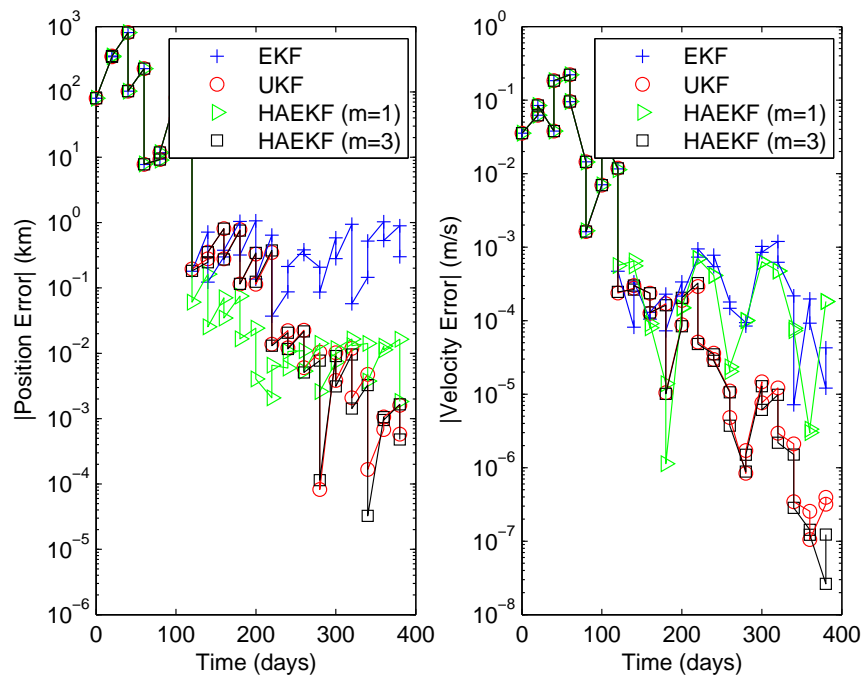 10^3
10^2
10^1
10^0
10^-1
10^-2
10^-3
10^-4
10^-5
10^-6
0 100 200 300 400
Time (days)
|Position Error| (km)
EKF
UKF
HAEKF (m=1)
HAEKF (m=3)
10^0
10^-1
10^-2
10^-3
10^-4
10^-5
10^-6
10^-7
10^-8
0 100 200 300 400
Time (days)
|Velocity Error| (m/s)
EKF
UKF
HAEKF (m=1)
HAEKF (m=3)